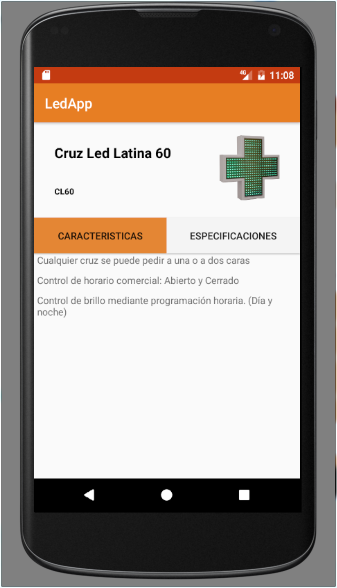 4G 11:08
LedApp
Cruz Led Latina 60
CL60
CARACTERISTICAS ESPECIFICACIONES
Cualquier cruz se puede pedir a una o a dos caras
Control de horario comercial: Abierto y Cerrado
Control de brillo mediante programación horaria. (Día y
noche)